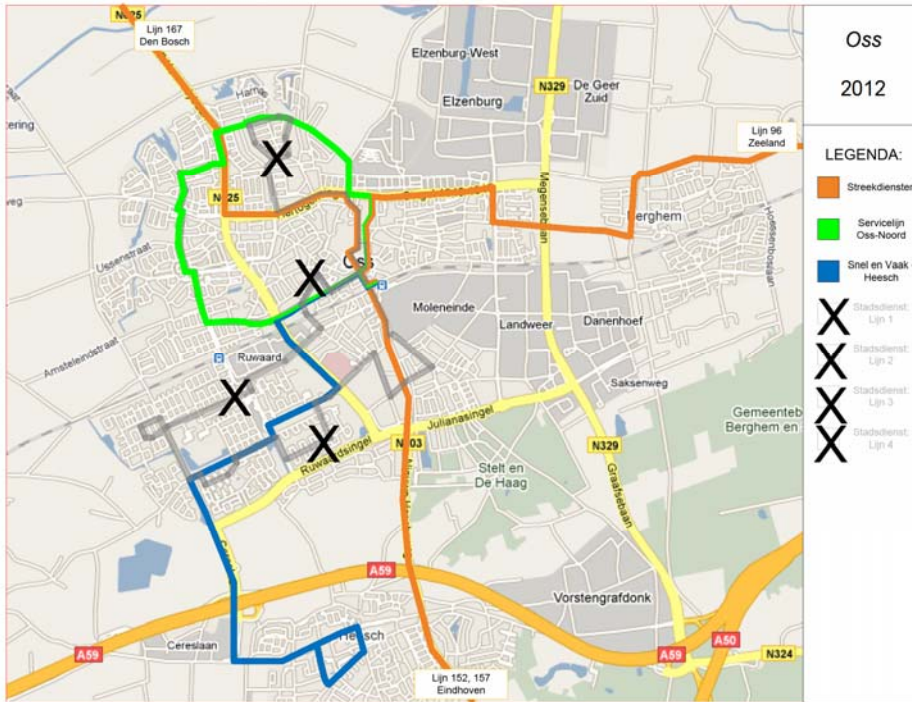 N625
Lijn 167
Den Bosch
Elzenburg-West
N329
De Geer
Zuid
Elzenburg
Oss
2012
Lijn 96
Zeeland
LEGENDA:
Streekdiensten
Servicelijn
Oss-Noord
Snel en Vaak -
Heesch
Stadsdienst:
Lijn 1
Stadsdienst:
Lijn 2
Stadsdienst:
Lijn 3
Stadsdienst:
Lijn 4
Megensebaan
Berghem
Ussenstraat
Oss
Moleneinde
Landweer
Danenhoef
Amsteleindstraat
Ruwaard
Saksenweg
Julianasingel
Gemeenteb
Berghem en
Ruwaardsingel
N329
Stelt en
De Haag
Graafsebaan
A59
Vorstengrafdonk
Cereslaan
Heesch
A59
A59
A50
N324
Lijn 152, 157
Eindhoven